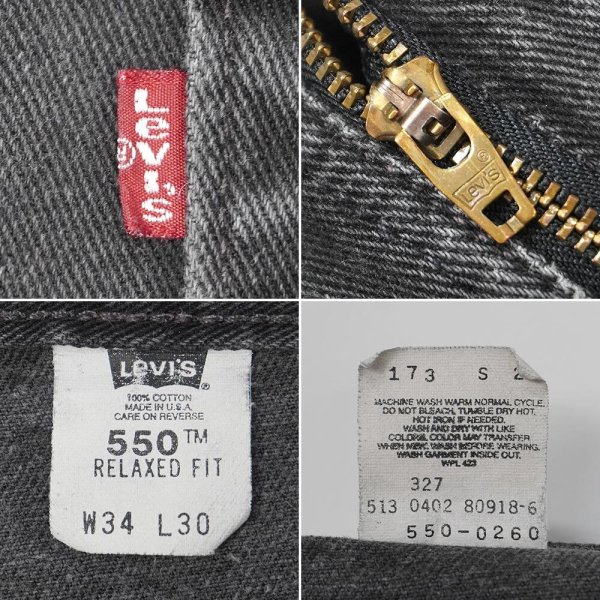 Levi's
®
Levi's
®
Levi's
®
100% COTTON
MADE IN U.S.A.
CARE ON REVERSE
550™
RELAXED FIT
W34 L30
173 S 2
MACHINE WASH WARM NORMAL CYCLE.
DO NOT BLEACH, TUMBLE DRY HOT.
HOT IRON IF NEEDED.
WASH AND DRY WITH LIKE
COLORS, COLOR MAY TRANSFER
WHEN NEW. WASH BEFORE WEARING.
WASH GARMENT INSIDE OUT.
WPL 423
327
513 0402 80918-6
550-0260